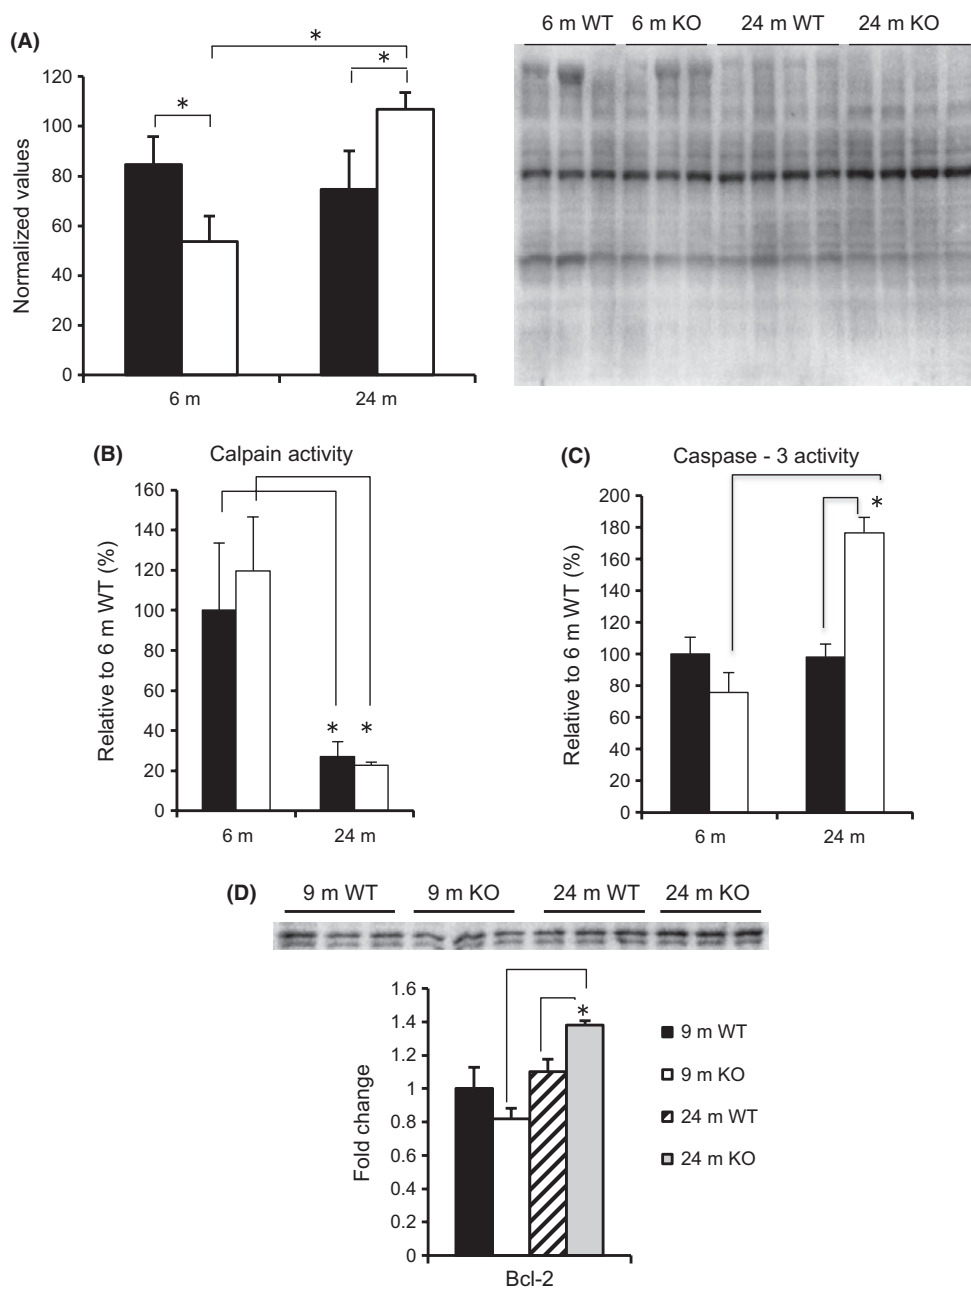 (A)
*
*
*
120
100
80
60
40
20
0
Normalized values
6 m
24 m
6 m WT
6 m KO
24 m WT
24 m KO
(B)
Calpain activity
160
140
120
100
80
60
40
20
0
Relative to 6 m WT (%)
* *
6 m
24 m
(C)
Caspase - 3 activity
200
180
160
140
120
100
80
60
40
20
0
Relative to 6 m WT (%)
*
6 m
24 m
(D)
9 m WT
9 m KO
24 m WT
24 m KO
1.6
1.4
1.2
1
0.8
0.6
0.4
0.2
0
Fold change
*
Bcl-2
9 m WT
9 m KO
24 m WT
24 m KO